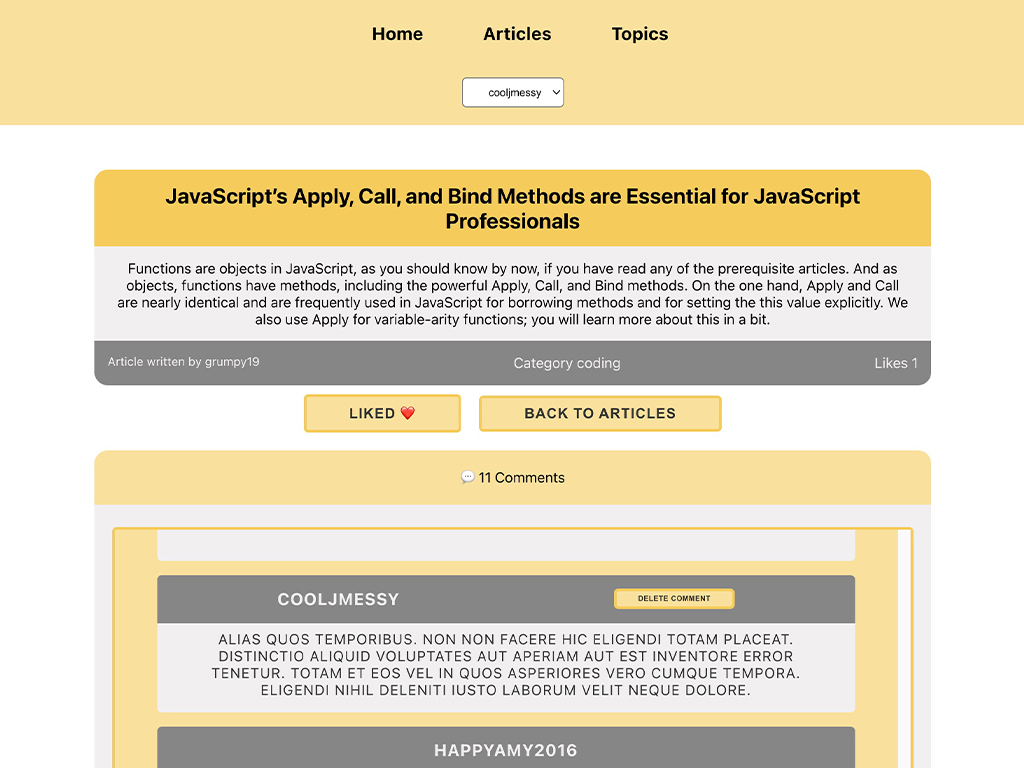 Home Articles Topics
cooljmessy
JavaScript’s Apply, Call, and Bind Methods are Essential for JavaScript
Professionals
Functions are objects in JavaScript, as you should know by now, if you have read any of the prerequisite articles. And as
objects, functions have methods, including the powerful Apply, Call, and Bind methods. On the one hand, Apply and Call
are nearly identical and are frequently used in JavaScript for borrowing methods and for setting the this value explicitly. We
also use Apply for variable-arity functions; you will learn more about this in a bit.
Article written by grumpy19 Category coding Likes 1
LIKED ❤️ BACK TO ARTICLES
💬 11 Comments
COOLJMESSY DELETE COMMENT
ALIAS QUOS TEMPORIBUS. NON NON FACERE HIC ELIGENDI TOTAM PLACEAT.
DISTINCTIO ALIQUID VOLUPTATES AUT APERIAM AUT EST INVENTORE ERROR
TENETUR. TOTAM ET EOS VEL IN QUOS ASPERIORES VERO CUMQUE TEMPORA.
ELIGENDI NIHIL DELENITI IUSTO LABORUM VELIT NEQUE DOLORE.
HAPPYAMY2016